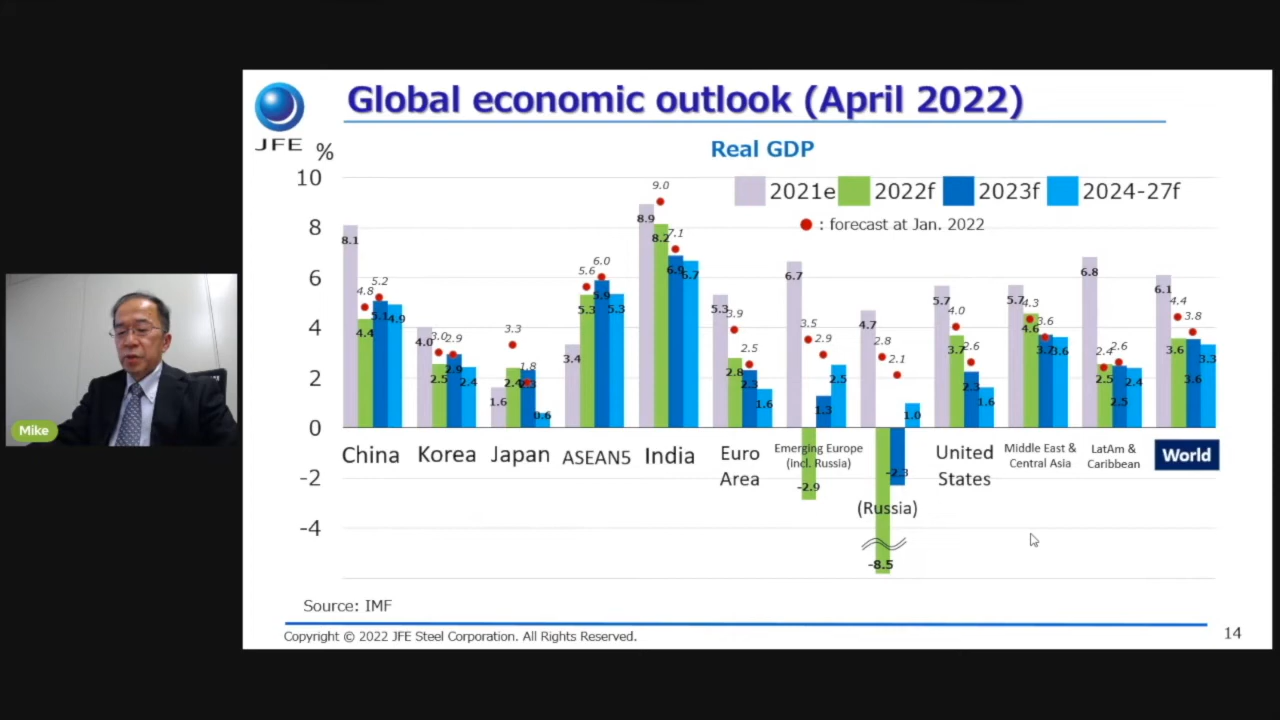 Global economic outlook (April 2022)
JFE
%
Real GDP
2021e 2022f 2023f 2024-27f
: forecast at Jan. 2022
10
8
6
4
2
0
-2
-4
8.1 4.8 4.4 5.2 5.1 4.9
4.0 3.0 2.5 2.9 2.9 2.4
1.6 3.3 2.4 1.8 2.3 0.6
3.4 5.6 5.3 6.0 5.9 5.3
8.9 9.0 8.2 7.1 6.9 6.7
5.3 3.9 2.8 2.5 2.3 1.6
6.7 3.5 -2.9 2.9 1.3 2.5
4.7 2.8 -8.5 2.1 -2.3 1.0
5.7 4.0 3.7 2.6 2.3 1.6
5.7 4.3 4.6 3.6 3.7 3.6
6.8 2.4 2.5 2.6 2.5 2.4
6.1 4.4 3.6 3.8 3.6 3.3
China
Korea
Japan
ASEAN5
India
Euro
Area
Emerging Europe
(incl. Russia)
(Russia)
United
States
Middle East &
Central Asia
LatAm &
Caribbean
World
Mike
Source: IMF
Copyright © 2022 JFE Steel Corporation. All Rights Reserved.
14